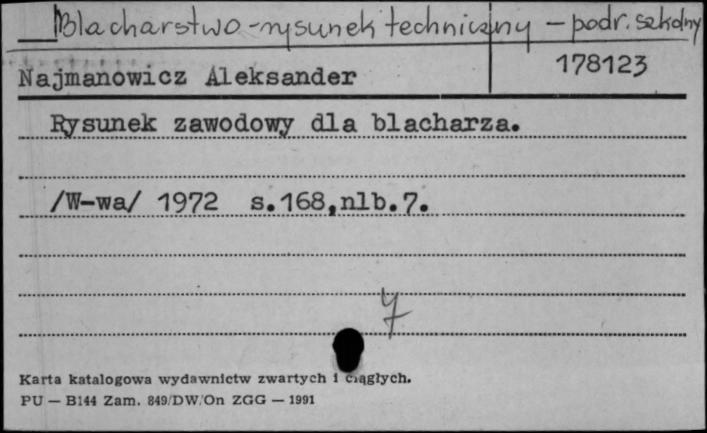 Blacharstwo - rysunek techniczny - podr. szkolny
Najmanowicz Aleksander
178123
Rysunek zawodowy dla blacharza.
/W-wa/ 1972 s.168,nlb.7.
7
Karta katalogowa wydawnictw zwartych i ciągłych.
PU — B144 Zam. 849/DW/On ZGG — 1991